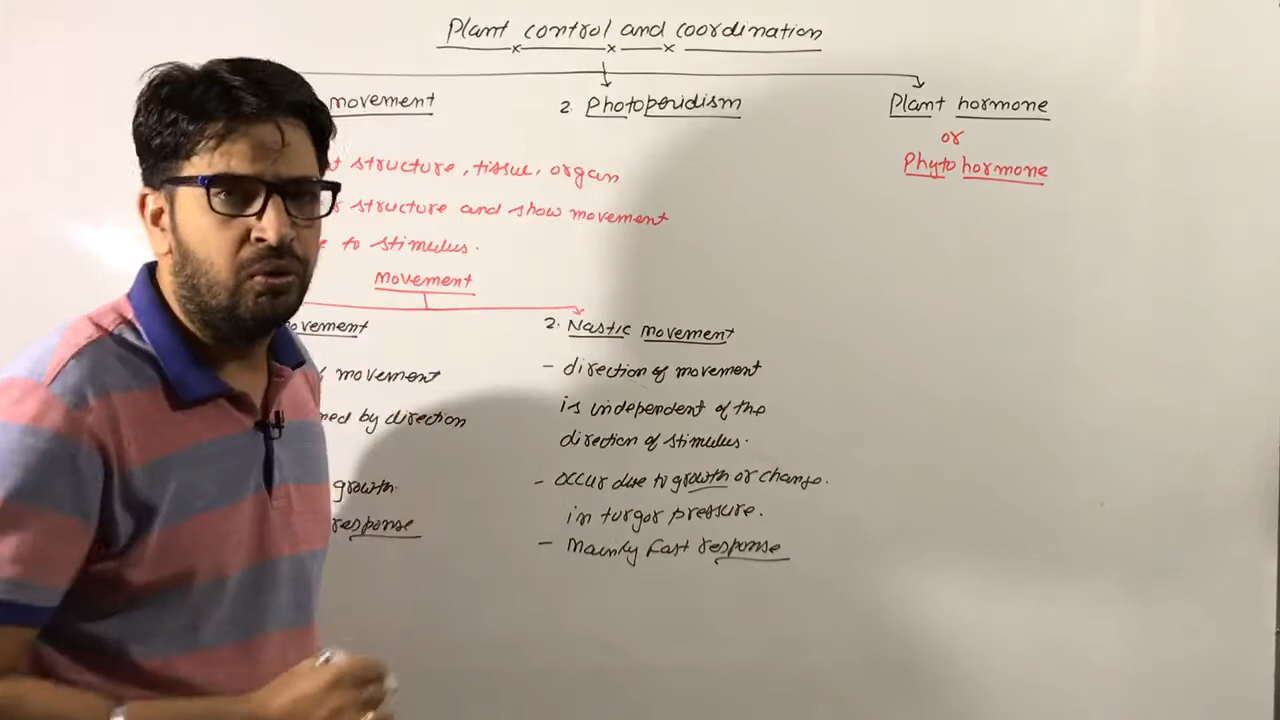 Plant control and coordination
movement
2. Photoperidism
Plant hormone
or
Phytohormone
structure, tissue, organ
structure and show movement
to stimulus.
Movement
movement
movement
by direction
growth
response
2. Nastic movement
- direction of movement
is independent of the
direction of stimulus.
- occur due to growth or change.
in turgor pressure.
- Mainly fast response